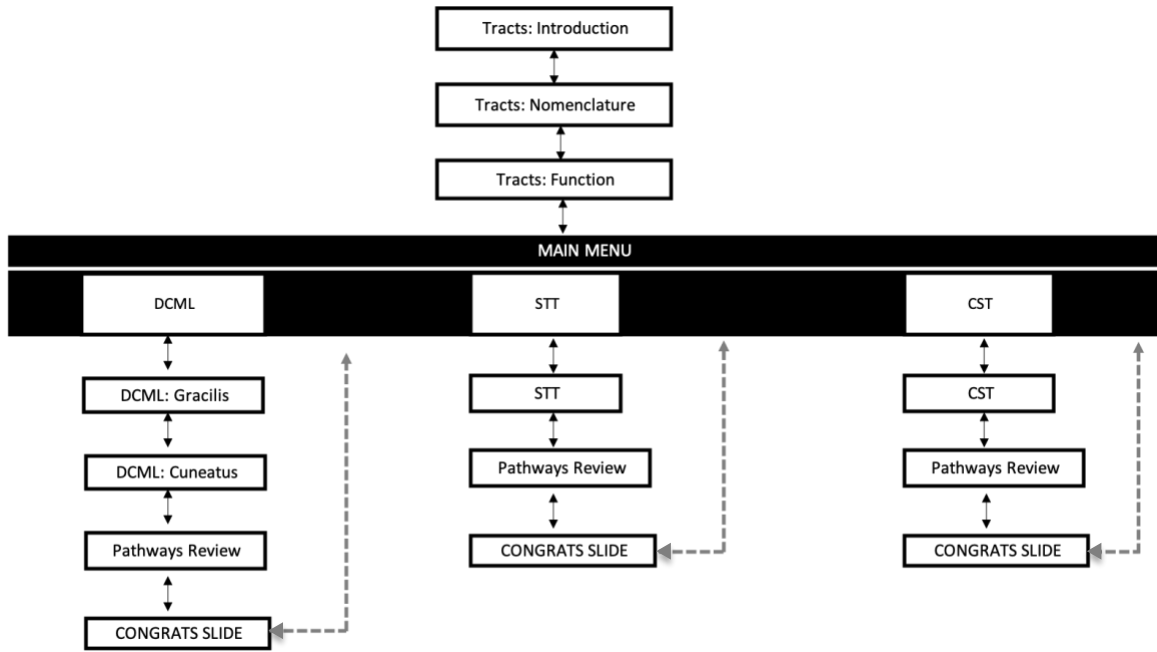 Tracts: Introduction
Tracts: Nomenclature
Tracts: Function
MAIN MENU
DCML
STT
CST
DCML: Gracilis
STT
CST
DCML: Cuneatus
Pathways Review
Pathways Review
Pathways Review
CONGRATS SLIDE
CONGRATS SLIDE
CONGRATS SLIDE